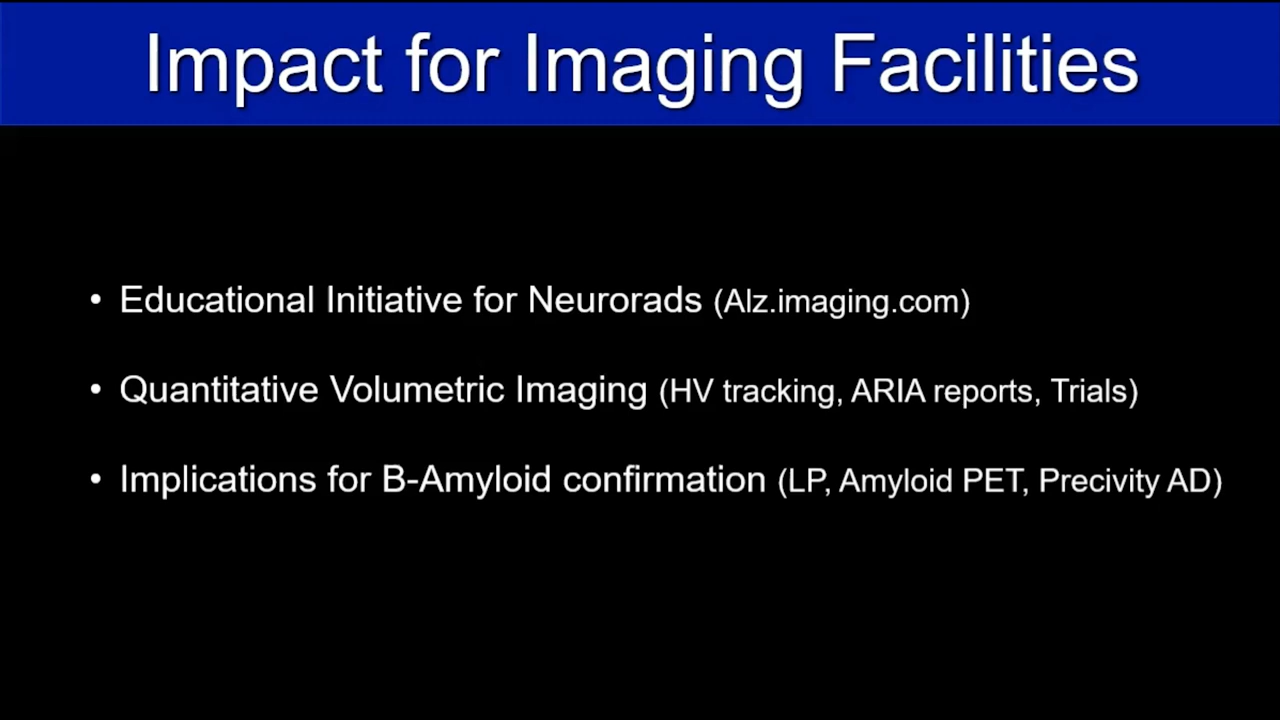 Impact for Imaging Facilities
• Educational Initiative for Neurorads (Alz.imaging.com)
• Quantitative Volumetric Imaging (HV tracking, ARIA reports, Trials)
• Implications for B-Amyloid confirmation (LP, Amyloid PET, Precivity AD)